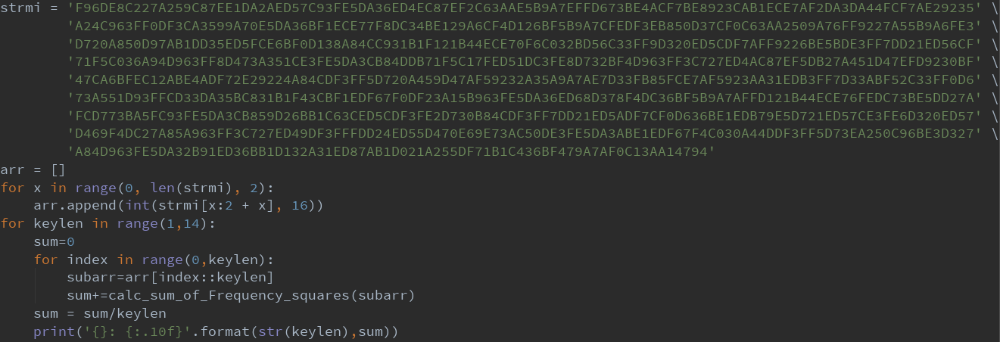 strmi = 'F96DE8C227A259C87EE1DA2AED57C93FE5DA36ED4EC87EF2C63AAE5B9A7EFFD673BE4ACF7BE8923CAB1ECE7AF2DA3DA44FCF7AE29235' \
'A24C963FF0DF3CA3599A70E5DA36BF1ECE77F8DC34BE129A6CF4D126BF5B9A7CFEDF3EB850D37CF0C63AA2509A76FF9227A55B9A6FE3' \
'D720A850D97AB1DD35ED5FCE6BF0D138A84CC931B1F121B44ECE70F6C032BD56C33FF9D320ED5CDF7AFF9226BE5BDE3FF7DD21ED56CF' \
'71F5C036A94D963FF8D473A351CE3FE5DA3CB84DDB71F5C17FED51DC3FE8D732BF4D963FF3C727ED4AC87EF5DB27A451D47EFD9230BF' \
'47CA6BFEC12ABE4ADF72E29224A84CDF3FF5D720A459D47AF59232A35A9A7AE7D33FB85FCE7AF5923AA31EDB3FF7D33ABF52C33FF0D6' \
'73A551D93FFCD33DA35BC831B1F43CBF1EDF67F0DF23A15B963FE5DA36ED68D378F4DC36BF5B9A7AFFD121B44ECE76FEDC73BE5DD27A' \
'FCD773BA5FC93FE5DA3CB859D26BB1C63CED5CDF3FE2D730B84CDF3FF7DD21ED5ADF7CF0D636BE1EDB79E5D721ED57CE3FE6D320ED57' \
'D469F4DC27A85A963FF3C727ED49DF3FFFDD24ED55D470E69E73AC50DE3FE5DA3ABE1EDF67F4C030A44DDF3FF5D73EA250C96BE3D327' \
'A84D963FE5DA32B91ED36BB1D132A31ED87AB1D021A255DF71B1C436BF479A7AF0C13AA14794'
arr = []
for x in range(0, len(strmi), 2):
arr.append(int(strmi[x:2 + x], 16))
for keylen in range(1,14):
sum=0
for index in range(0,keylen):
subarr=arr[index::keylen]
sum+=calc_sum_of_Frequency_squares(subarr)
sum = sum/keylen
print('{}: {:.10f}'.format(str(keylen),sum))